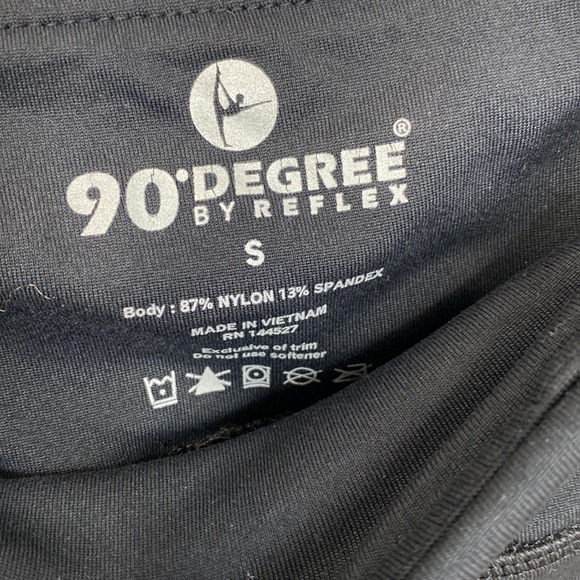 90°DEGREE®
BY REFLEX
S
Body : 87% NYLON 13% SPANDEX
MADE IN VIETNAM
RN 144527
Exclusive of trim
Do not use softener